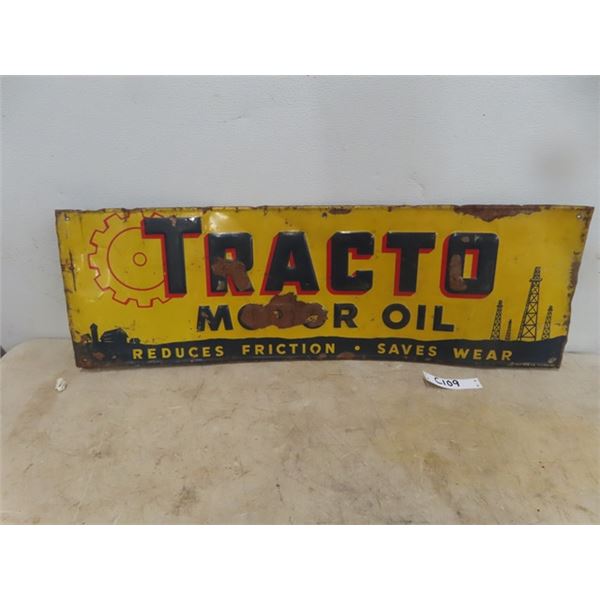 TRACTO
MOTOR OIL
REDUCES FRICTION • SAVES WEAR
C109